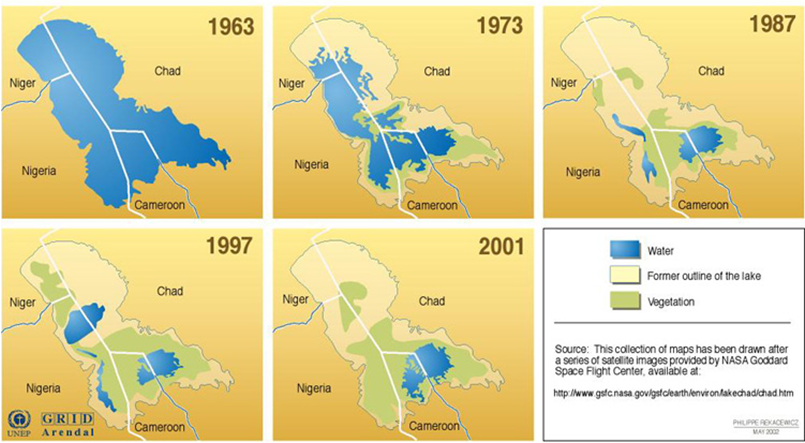 1963
Niger
Chad
Nigeria
Cameroon
1973
Niger
Chad
Nigeria
Cameroon
1987
Niger
Chad
Nigeria
Cameroon
1997
Niger
Chad
Nigeria
Cameroon
UNEP
GRID
Arendal
2001
Niger
Chad
Nigeria
Cameroon
Water
Former outline of the lake
Vegetation
Source: This collection of maps has been drawn after
a series of satellite images provided by NASA Goddard
Space Flight Center, available at:
http://www.gsfc.nasa.gov/gsfc/earth/environ/lakechad/chad.htm
PHILIPPE REKACEWICZ
MAY 2002